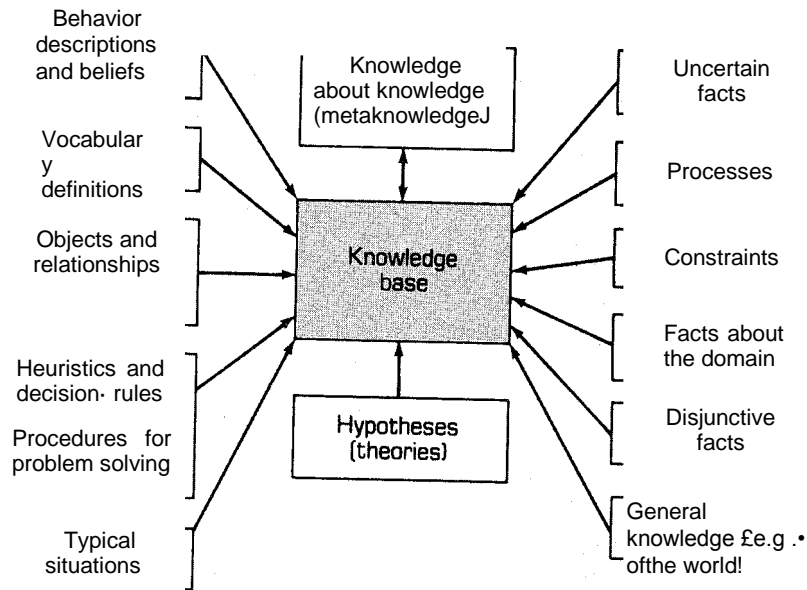 Behavior
descriptions
and beliefs
Vocabular
y
definitions
Objects and
relationships
Heuristics and
decision· rules
Procedures for
problem solving
Typical
situations
Knowledge
about knowledge
(metaknowledgeJ
Knowledge
base
Hypotheses
(theories)
Uncertain
facts
Processes
Constraints
Facts about
the domain
Disjunctive
facts
General
knowledge £e.g .•
ofthe world!